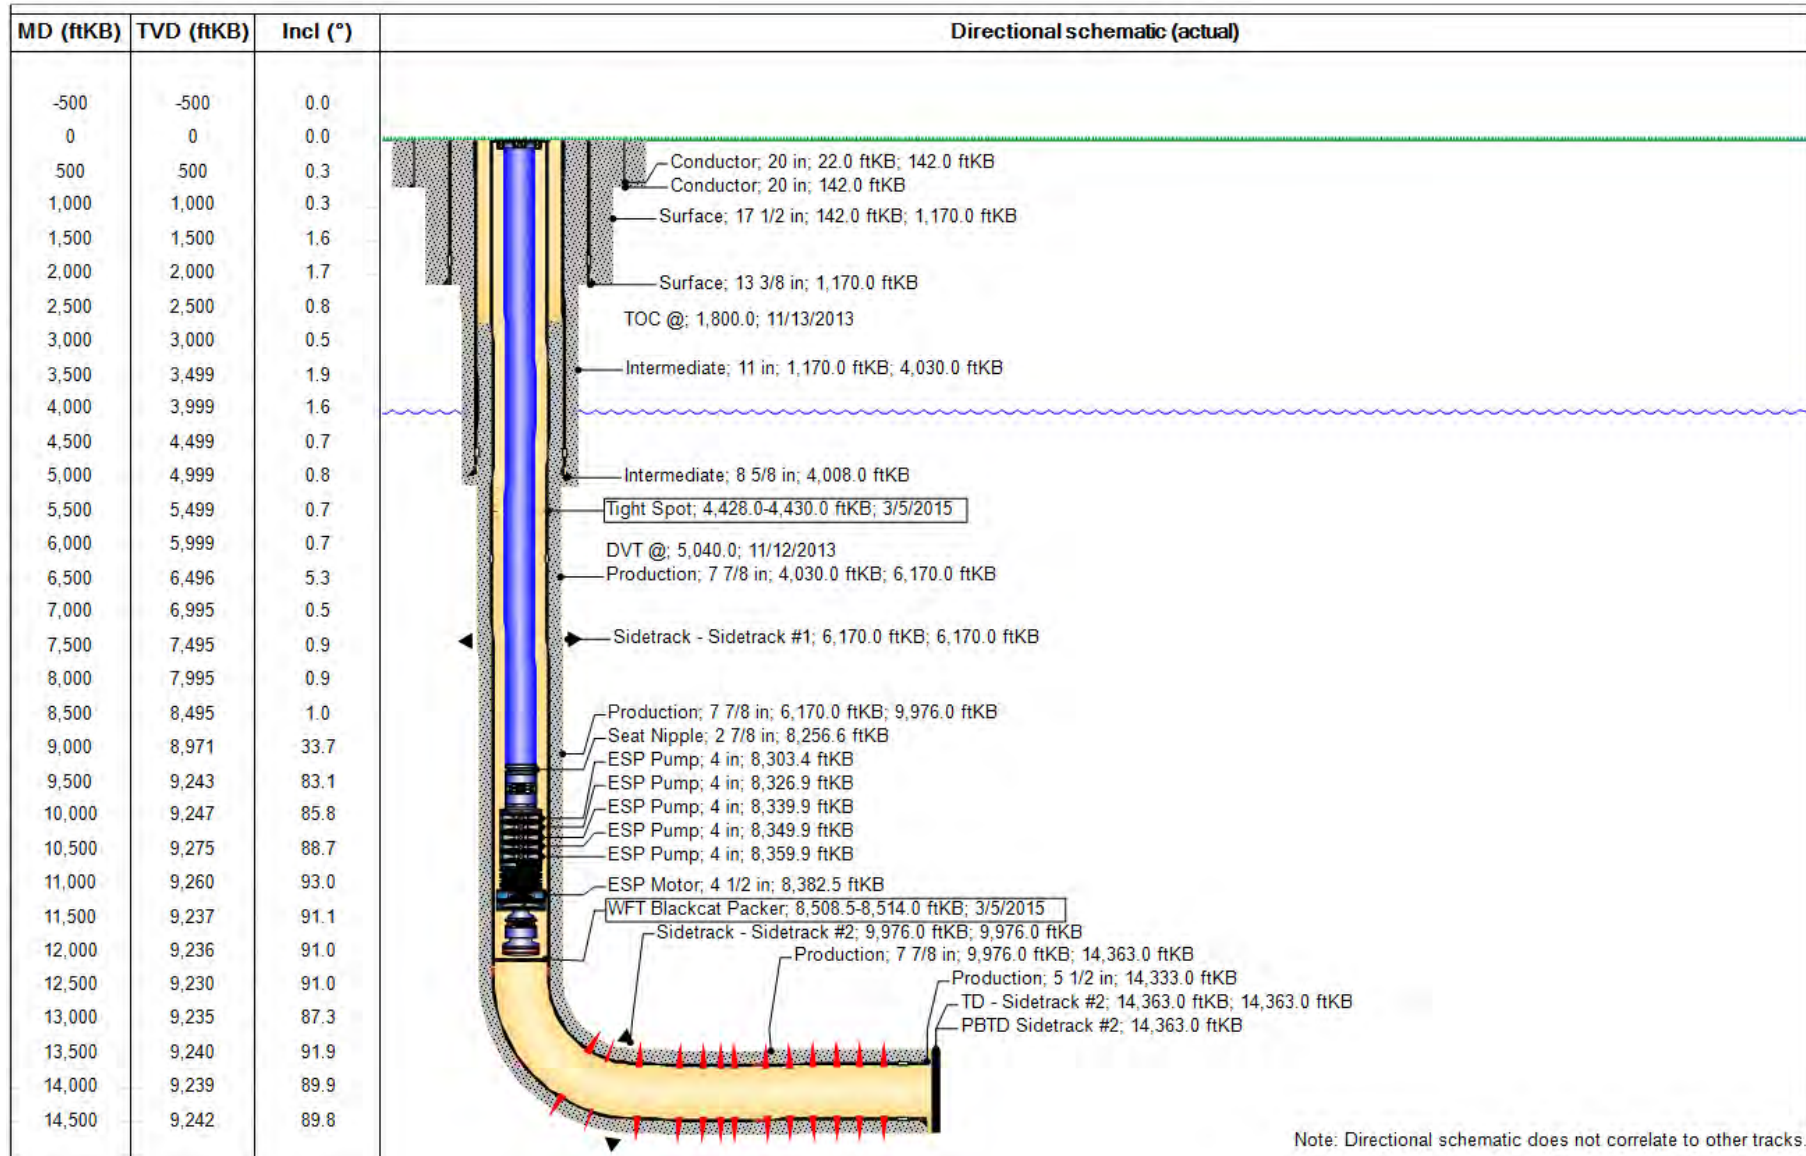 MD (ftKB) TVD (ftKB) Incl (°) Directional schematic (actual)
-500 -500 0.0
0 0 0.0
500 500 0.3
1,000 1,000 0.3
1,500 1,500 1.6
2,000 2,000 1.7
2,500 2,500 0.8
3,000 3,000 0.5
3,500 3,499 1.9
4,000 3,999 1.6
4,500 4,499 0.7
5,000 4,999 0.8
5,500 5,499 0.7
6,000 5,999 0.7
6,500 6,496 5.3
7,000 6,995 0.5
7,500 7,495 0.9
8,000 7,995 0.9
8,500 8,495 1.0
9,000 8,971 33.7
9,500 9,243 83.1
10,000 9,247 85.8
10,500 9,275 88.7
11,000 9,260 93.0
11,500 9,237 91.1
12,000 9,236 91.0
12,500 9,230 91.0
13,000 9,235 87.3
13,500 9,240 91.9
14,000 9,239 89.9
14,500 9,242 89.8
Conductor; 20 in; 22.0 ftKB; 142.0 ftKB
Conductor; 20 in; 142.0 ftKB
Surface; 17 1/2 in; 142.0 ftKB; 1,170.0 ftKB
Surface; 13 3/8 in; 1,170.0 ftKB
TOC @; 1,800.0; 11/13/2013
Intermediate; 11 in; 1,170.0 ftKB; 4,030.0 ftKB
Intermediate; 8 5/8 in; 4,008.0 ftKB
Tight Spot; 4,428.0-4,430.0 ftKB; 3/5/2015
DVT @; 5,040.0; 11/12/2013
Production; 7 7/8 in; 4,030.0 ftKB; 6,170.0 ftKB
Sidetrack - Sidetrack #1; 6,170.0 ftKB; 6,170.0 ftKB
Production; 7 7/8 in; 6,170.0 ftKB; 9,976.0 ftKB
Seat Nipple; 2 7/8 in; 8,256.6 ftKB
ESP Pump; 4 in; 8,303.4 ftKB
ESP Pump; 4 in; 8,326.9 ftKB
ESP Pump; 4 in; 8,339.9 ftKB
ESP Pump; 4 in; 8,349.9 ftKB
ESP Pump; 4 in; 8,359.9 ftKB
ESP Motor; 4 1/2 in; 8,382.5 ftKB
WFT Blackcat Packer; 8,508.5-8,514.0 ftKB; 3/5/2015
Sidetrack - Sidetrack #2; 9,976.0 ftKB; 9,976.0 ftKB
Production; 7 7/8 in; 9,976.0 ftKB; 14,363.0 ftKB
Production; 5 1/2 in; 14,333.0 ftKB
TD - Sidetrack #2; 14,363.0 ftKB; 14,363.0 ftKB
PBTD Sidetrack #2; 14,363.0 ftKB
Note: Directional schematic does not correlate to other tracks.